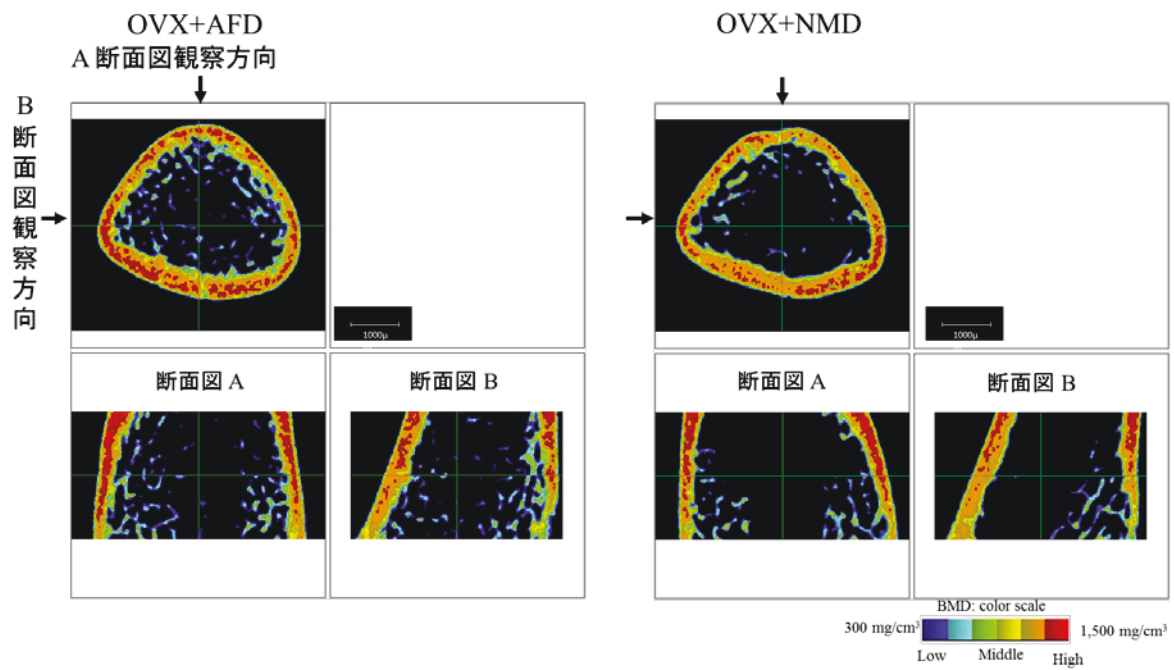 OVX+AFD
A 断面図観察方向
B 断面図観察方向
1000μ
断面図 A
断面図 B
OVX+NMD
1000μ
断面図 A
断面図 B
BMD: color scale
300 mg/cm³
1,500 mg/cm³
Low
Middle
High